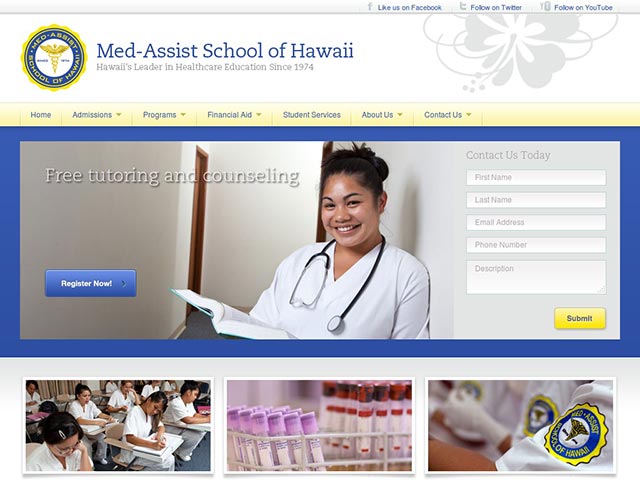 Like us on Facebook
Follow on Twitter
Follow on YouTube
MED-ASSIST
SINCE 1974
SCHOOL OF HAWAII
Med-Assist School of Hawaii
Hawaii's Leader in Healthcare Education Since 1974
Home
Admissions
Programs
Financial Aid
Student Services
About Us
Contact Us
Free tutoring and counseling
Register Now!
Contact Us Today
First Name
Last Name
Email Address
Phone Number
Description
Submit
MED-ASSIST
SCHOOL OF HAWAII